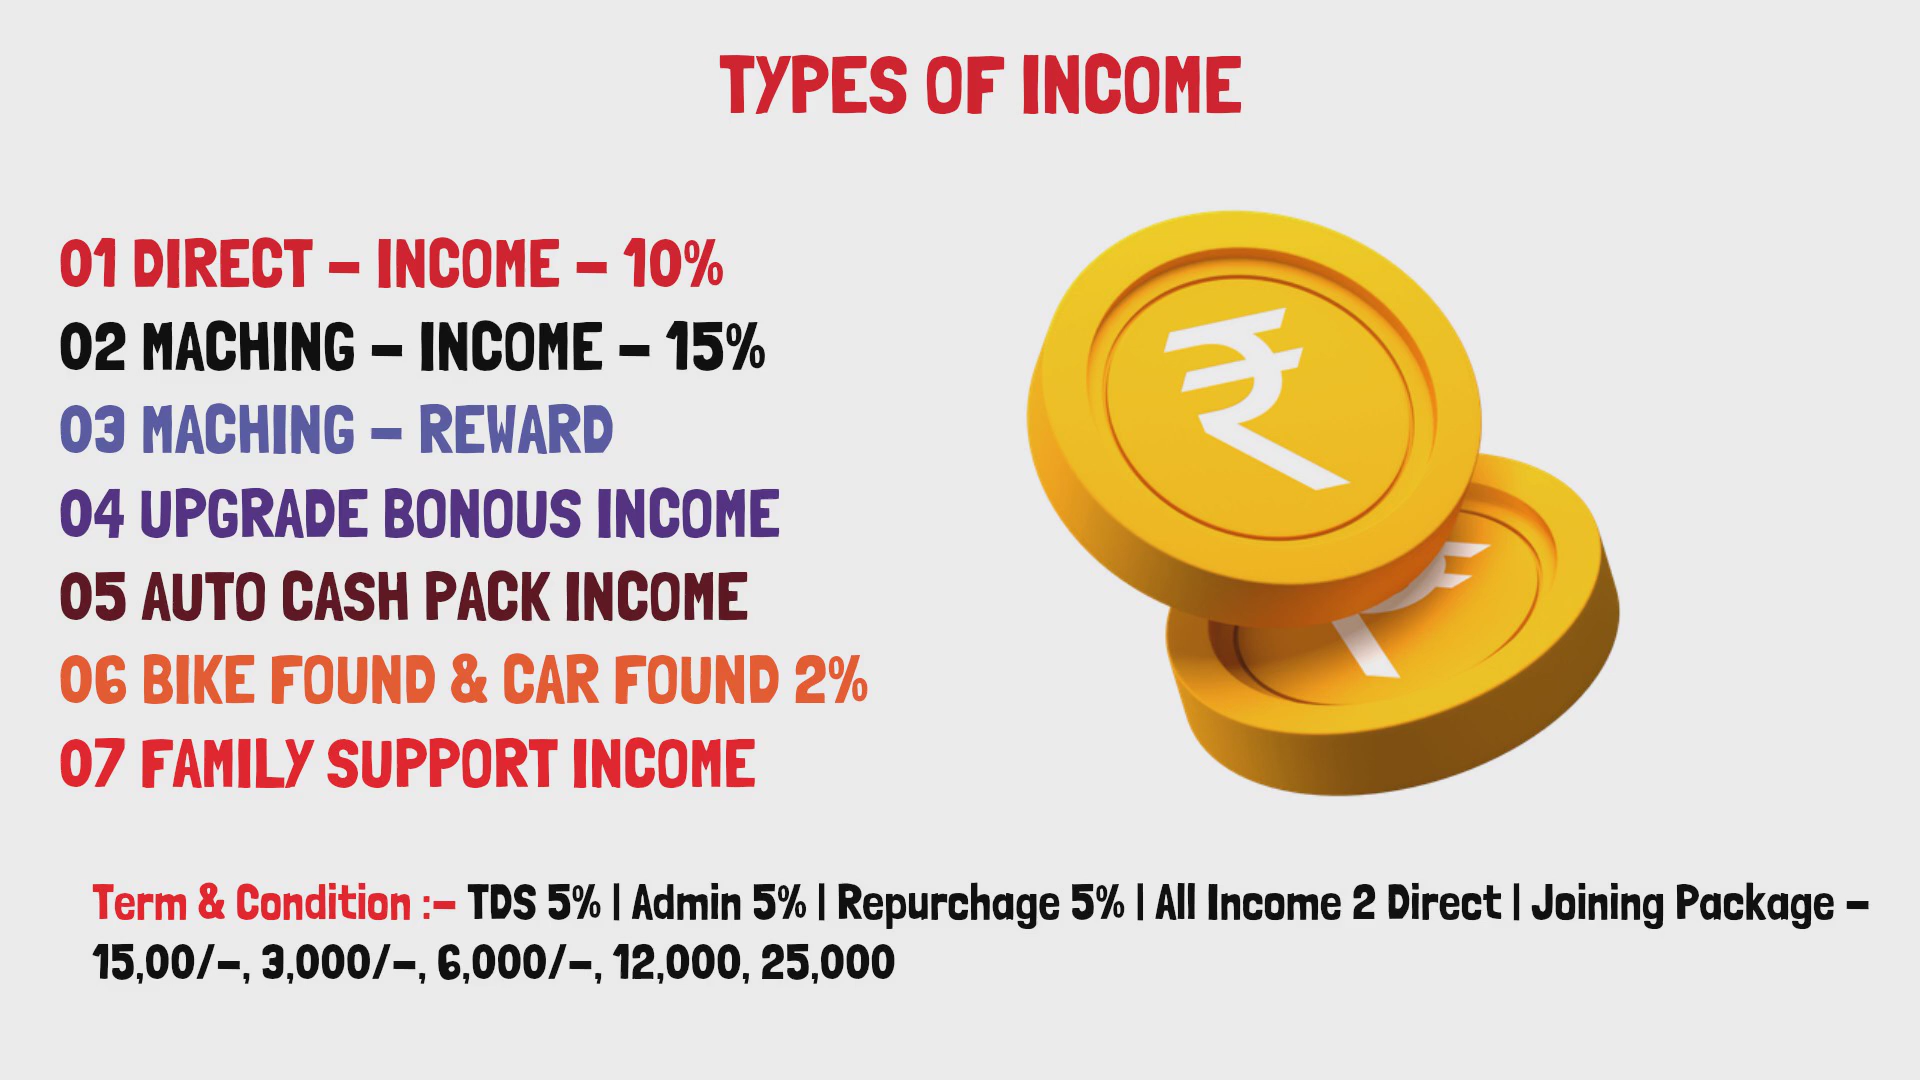 TYPES OF INCOME
01 DIRECT – INCOME – 10%
02 MACHING – INCOME – 15%
03 MACHING – REWARD
04 UPGRADE BONOUS INCOME
05 AUTO CASH PACK INCOME
06 BIKE FOUND & CAR FOUND 2%
07 FAMILY SUPPORT INCOME
Term & Condition :– TDS 5% | Admin 5% | Repurchage 5% | All Income 2 Direct | Joining Package –
15,00/–, 3,000/–, 6,000/–, 12,000, 25,000
₹
₹